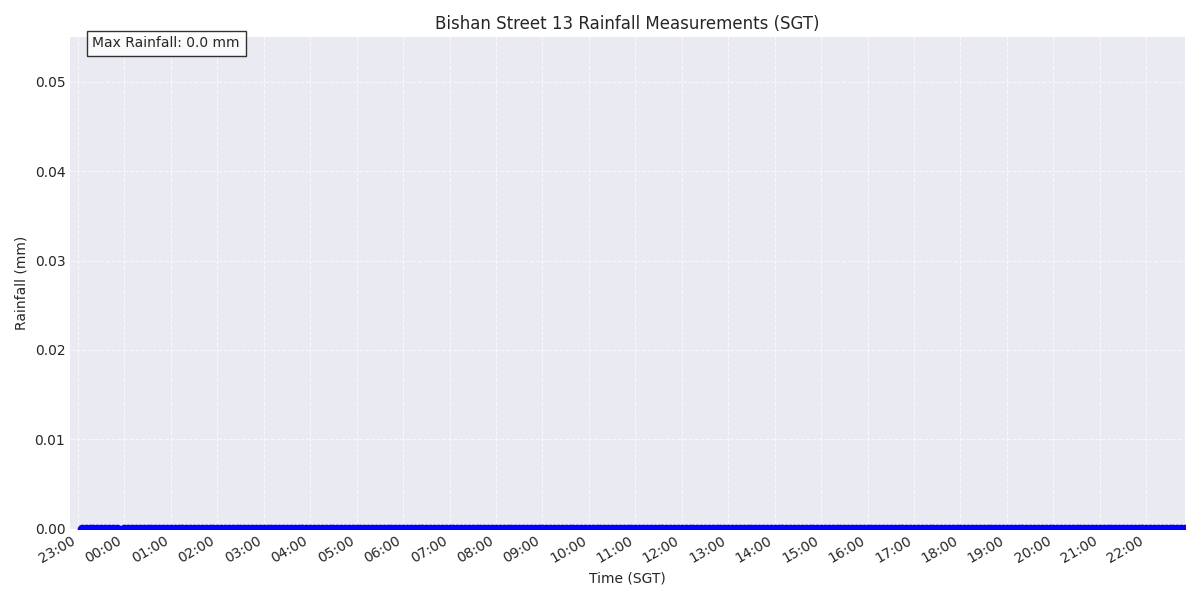 Bishan Street 13 Rainfall Measurements (SGT)
Max Rainfall: 0.0 mm
Rainfall (mm)
0.05
0.04
0.03
0.02
0.01
0.00
23:00 00:00 01:00 02:00 03:00 04:00 05:00 06:00 07:00 08:00 09:00 10:00 11:00 12:00 13:00 14:00 15:00 16:00 17:00 18:00 19:00 20:00 21:00 22:00
Time (SGT)